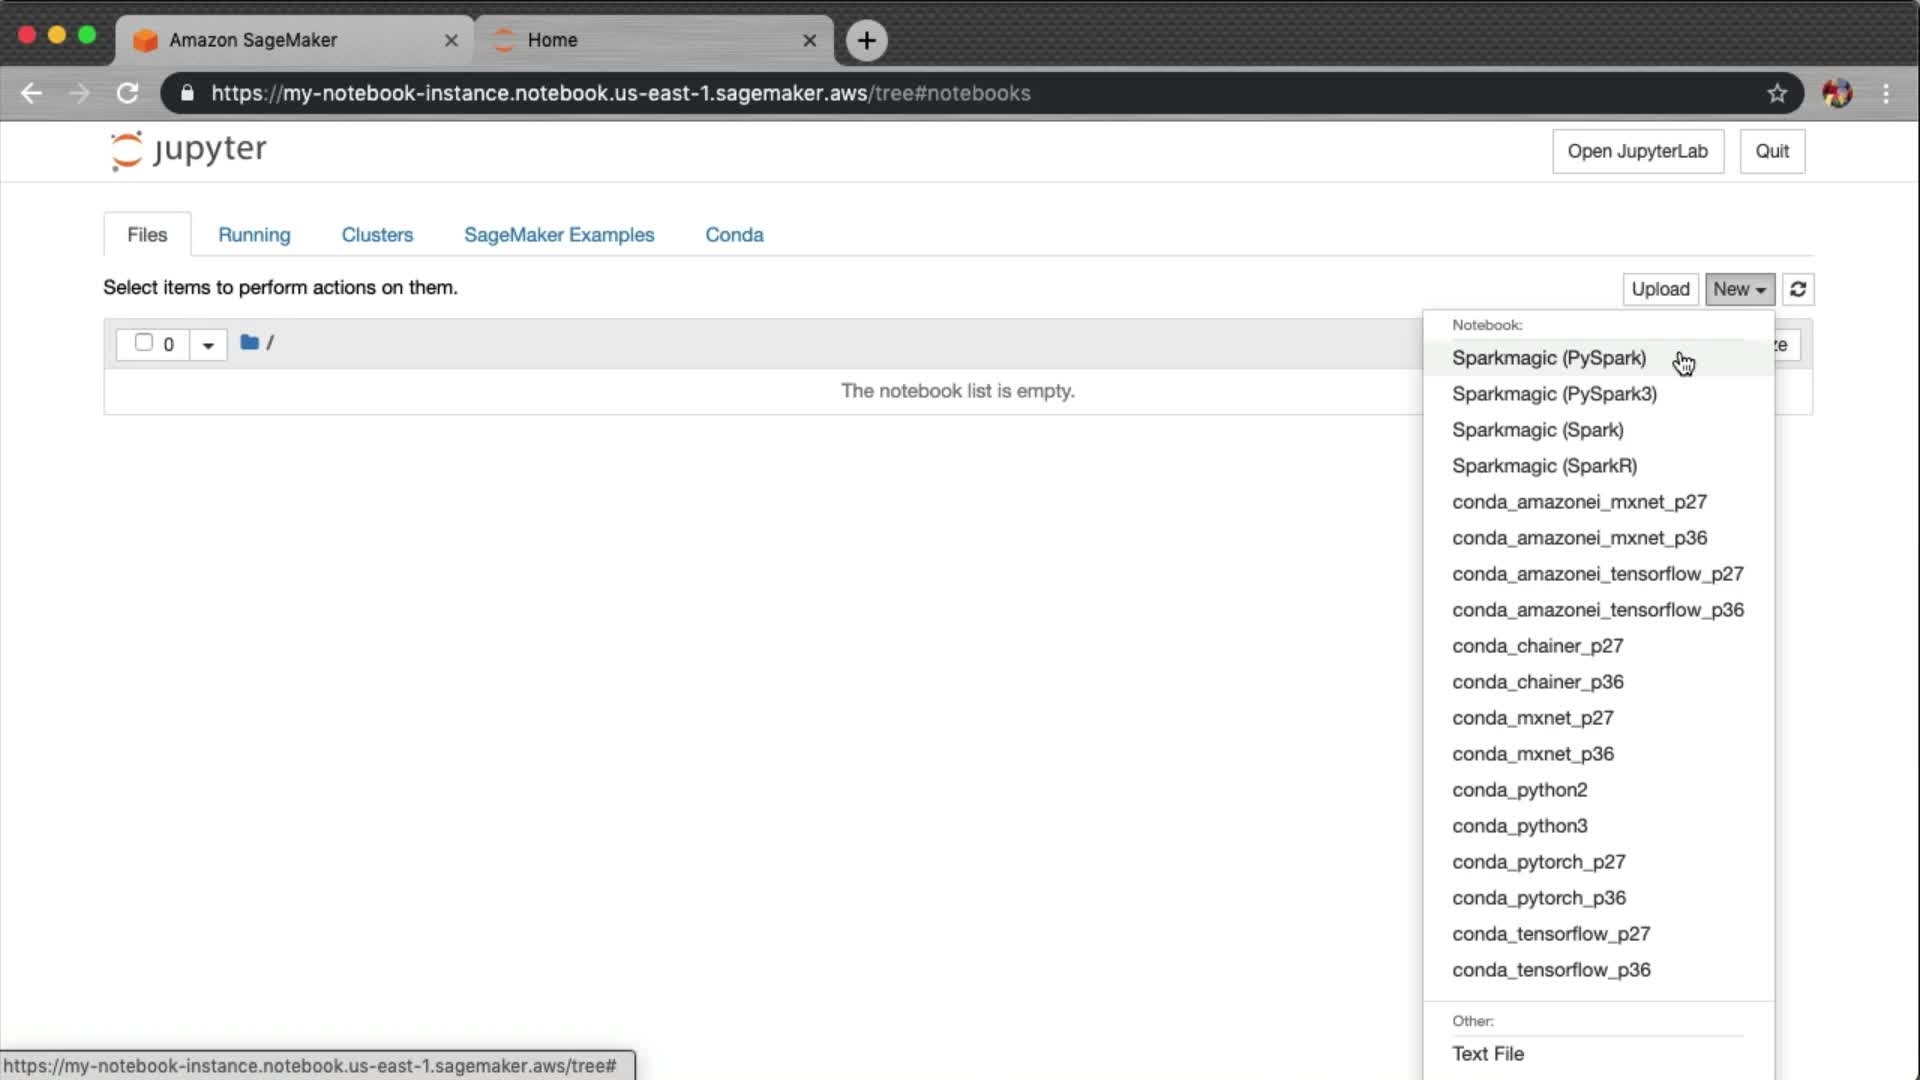 Amazon SageMaker
Home
https://my-notebook-instance.notebook.us-east-1.sagemaker.aws/tree#notebooks
jupyter
Open JupyterLab
Quit
Files
Running
Clusters
SageMaker Examples
Conda
Select items to perform actions on them.
Upload
New
0
/
ze
The notebook list is empty.
Notebook:
Sparkmagic (PySpark)
Sparkmagic (PySpark3)
Sparkmagic (Spark)
Sparkmagic (SparkR)
conda_amazonei_mxnet_p27
conda_amazonei_mxnet_p36
conda_amazonei_tensorflow_p27
conda_amazonei_tensorflow_p36
conda_chainer_p27
conda_chainer_p36
conda_mxnet_p27
conda_mxnet_p36
conda_python2
conda_python3
conda_pytorch_p27
conda_pytorch_p36
conda_tensorflow_p27
conda_tensorflow_p36
Other:
Text File
https://my-notebook-instance.notebook.us-east-1.sagemaker.aws/tree#